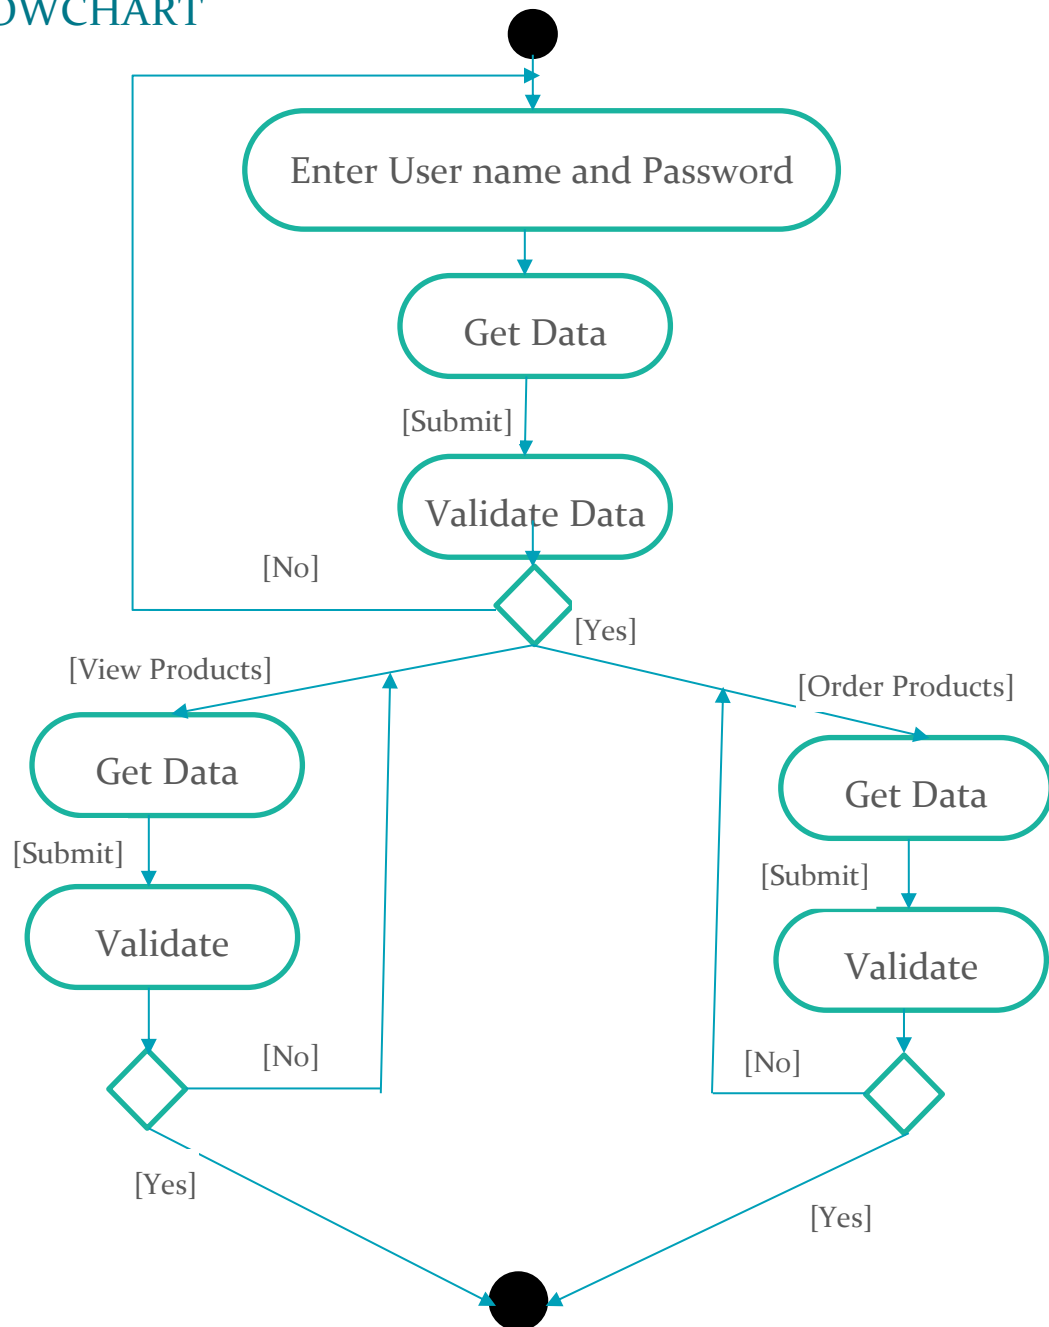 OWCHART
Enter User name and Password
Get Data
[Submit]
Validate Data
[No]
[Yes]
[View Products]
[Order Products]
Get Data
Get Data
[Submit]
[Submit]
Validate
Validate
[No]
[No]
[Yes]
[Yes]